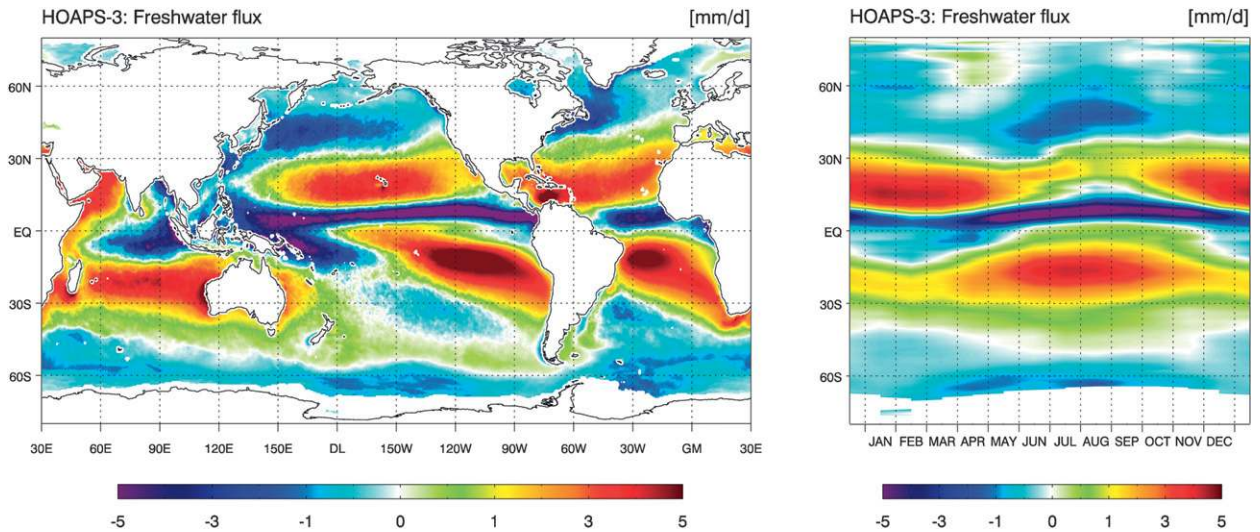 HOAPS-3: Freshwater flux [mm/d]
60N
30N
EQ
30S
60S
30E 60E 90E 120E 150E DL 150W 120W 90W 60W 30W GM 30E
-5 -3 -1 0 1 3 5
HOAPS-3: Freshwater flux [mm/d]
60N
30N
EQ
30S
60S
JAN FEB MAR APR MAY JUN JUL AUG SEP OCT NOV DEC
-5 -3 -1 0 1 3 5